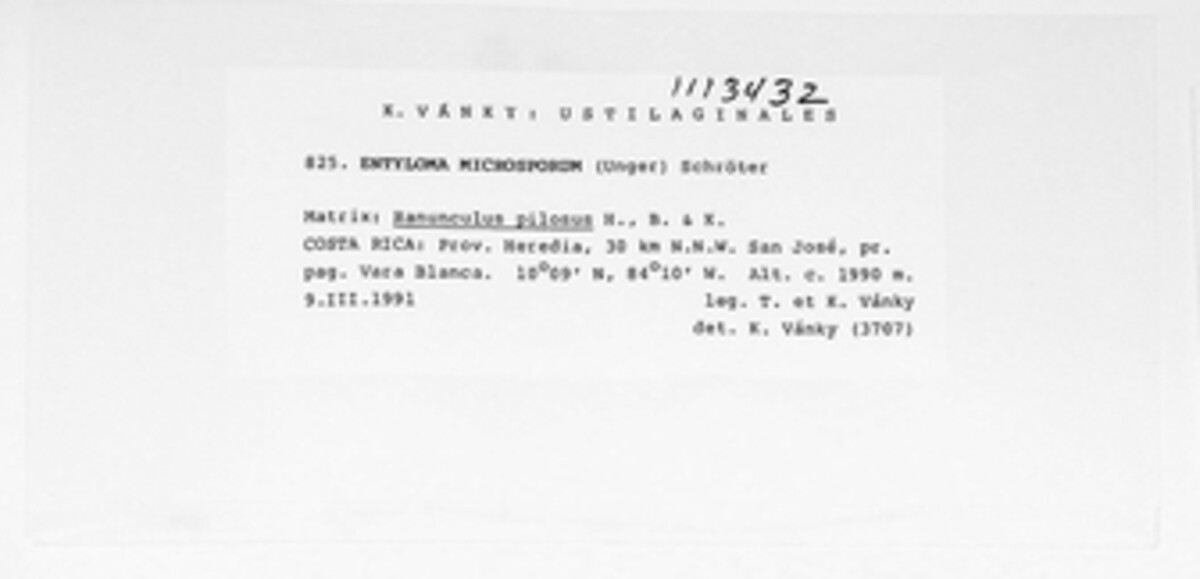 1113432
K. VÁNKY: USTILAGINALES
825. ENTYLOMA MICROSPORUM (Unger) Schröter
Matrix: Ranunculus pilosus H., B. & K.
COSTA RICA: Prov. Heredia, 30 km N.N.W. San José, pr.
pag. Vara Blanca. 10°09' N, 84°10' W. Alt. c. 1990 m.
9.III.1991 leg. T. et K. Vánky
det. K. Vánky (3707)